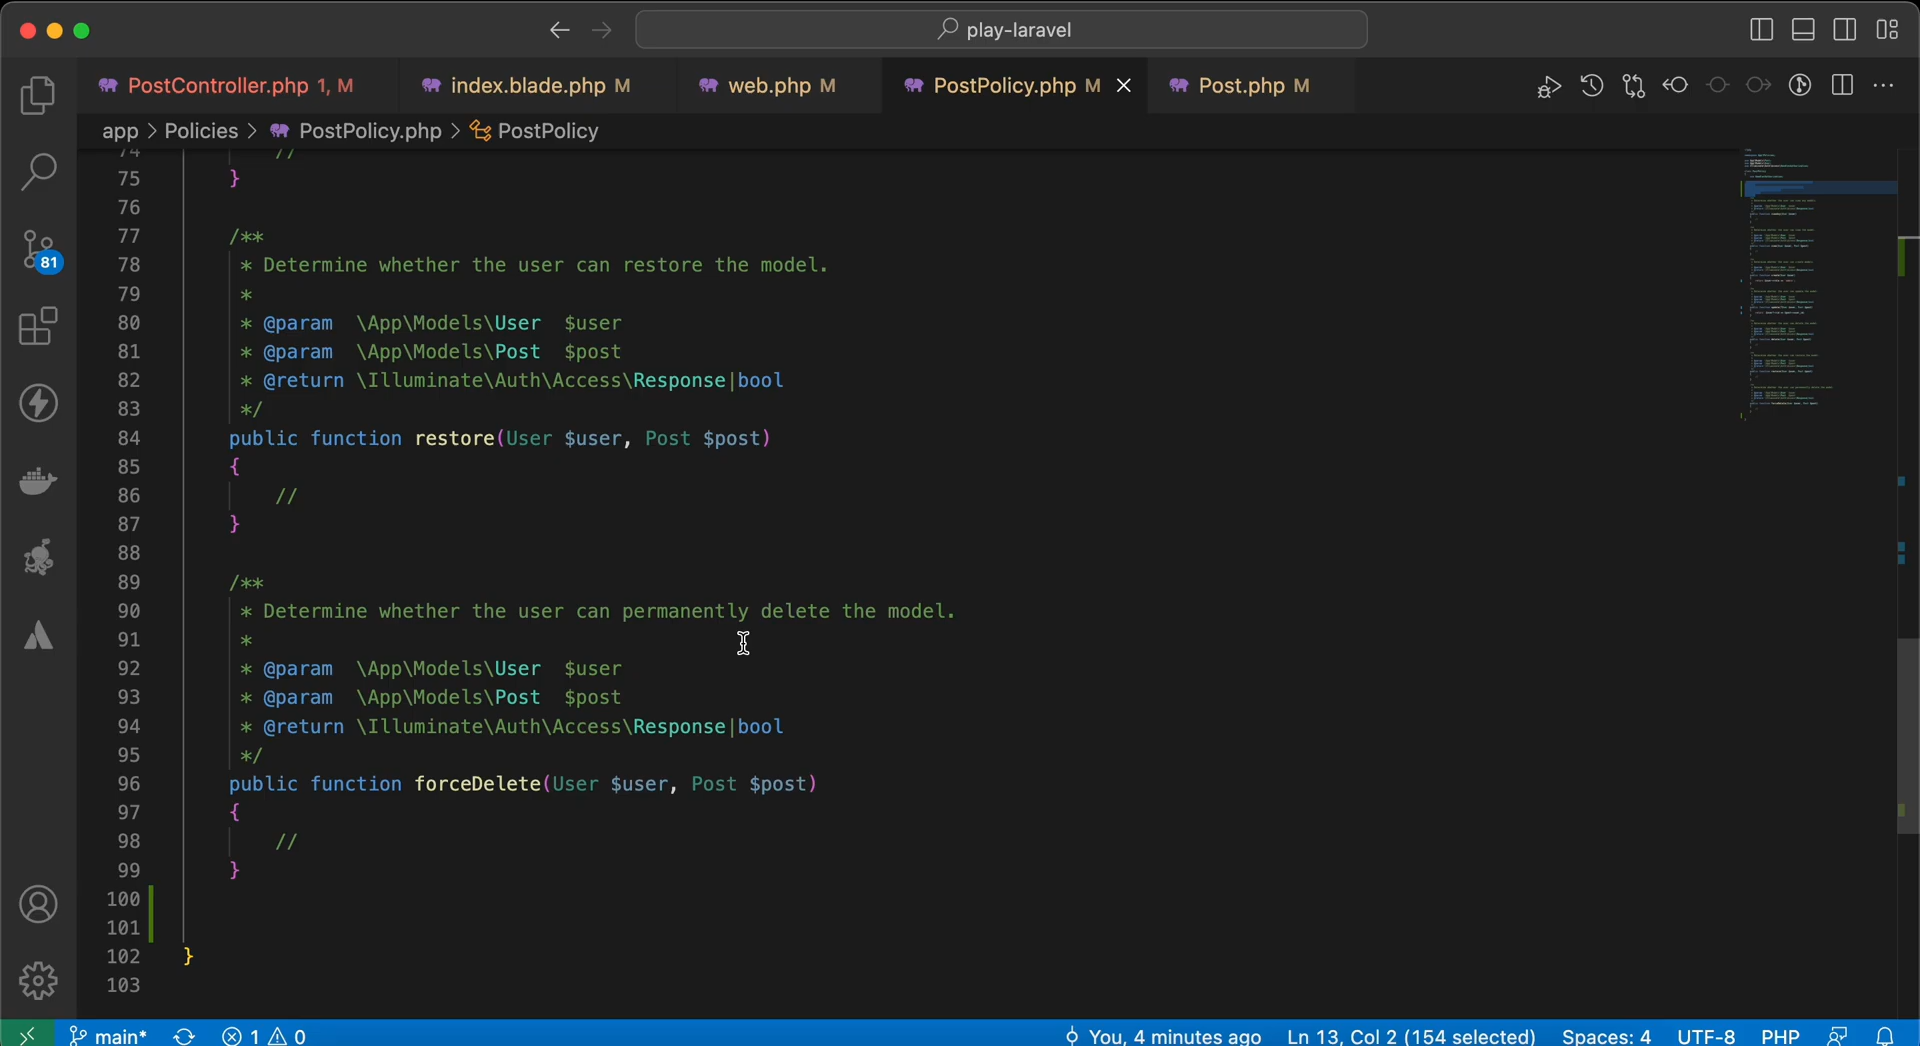 play-laravel
PostController.php 1, M
index.blade.php M
web.php M
PostPolicy.php M
Post.php M
app > Policies > PostPolicy.php > PostPolicy
74 //
75 }
76
77 /**
78 * Determine whether the user can restore the model.
79 *
80 * @param \App\Models\User $user
81 * @param \App\Models\Post $post
82 * @return \Illuminate\Auth\Access\Response|bool
83 */
84 public function restore(User $user, Post $post)
85 {
86 //
87 }
88
89 /**
90 * Determine whether the user can permanently delete the model.
91 *
92 * @param \App\Models\User $user
93 * @param \App\Models\Post $post
94 * @return \Illuminate\Auth\Access\Response|bool
95 */
96 public function forceDelete(User $user, Post $post)
97 {
98 //
99 }
100
101
102 }
103
81
main* 1 0 You, 4 minutes ago Ln 13, Col 2 (154 selected) Spaces: 4 UTF-8 PHP